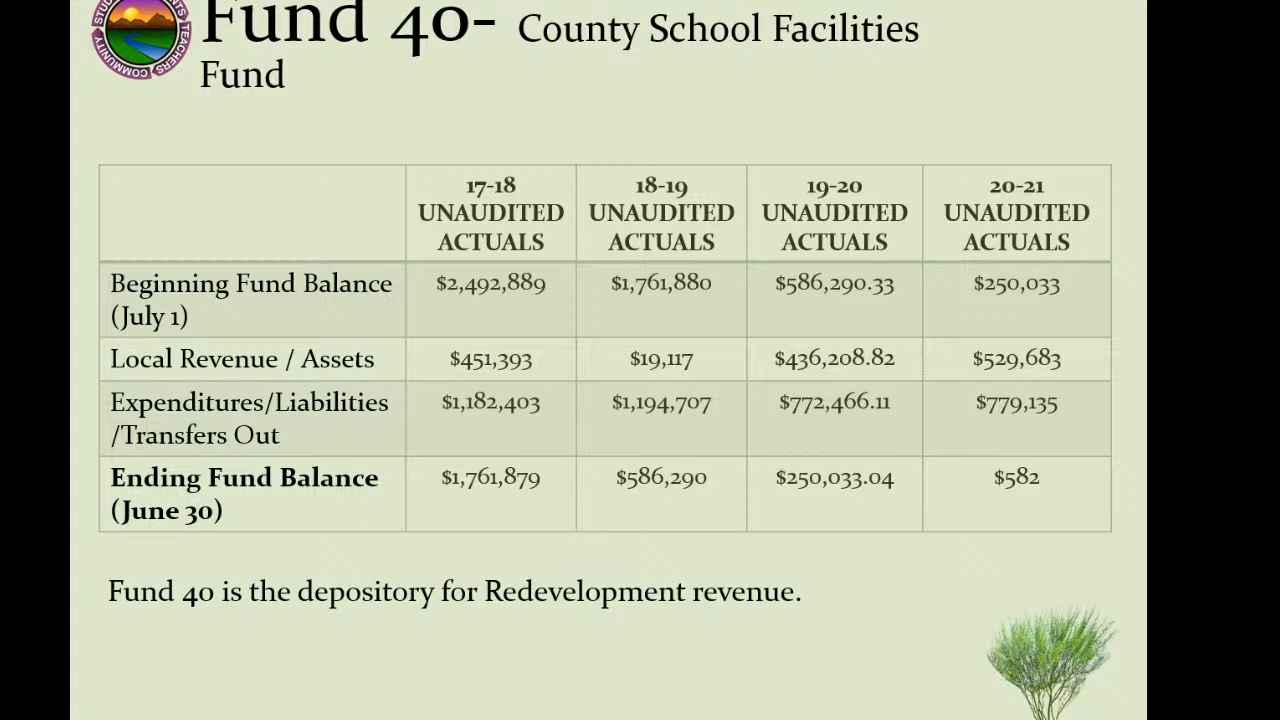 Fund 40- County School Facilities
Fund
TEACHERS
COMMUNITY
17-18 18-19 19-20 20-21
UNAUDITED UNAUDITED UNAUDITED UNAUDITED
ACTUALS ACTUALS ACTUALS ACTUALS
Beginning Fund Balance $2,492,889 $1,761,880 $586,290.33 $250,033
(July 1)
Local Revenue / Assets $451,393 $19,117 $436,208.82 $529,683
Expenditures/Liabilities $1,182,403 $1,194,707 $772,466.11 $779,135
/Transfers Out
Ending Fund Balance $1,761,879 $586,290 $250,033.04 $582
(June 30)
Fund 40 is the depository for Redevelopment revenue.